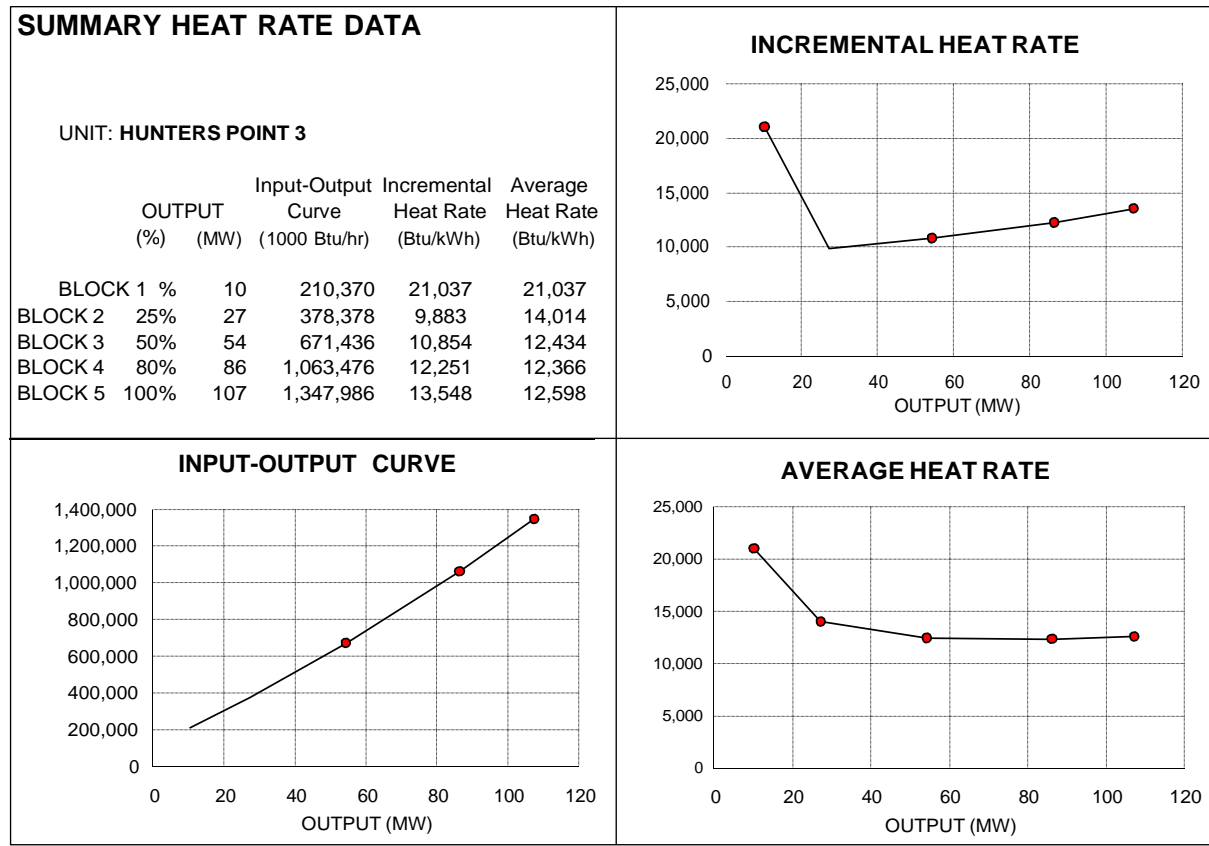 SUMMARY HEAT RATE DATA
UNIT: HUNTERS POINT 3
Input-Output Incremental Average
OUTPUT Curve Heat Rate Heat Rate
(%) (MW) (1000 Btu/hr) (Btu/kWh) (Btu/kWh)
BLOCK 1 % 10 210,370 21,037 21,037
BLOCK 2 25% 27 378,378 9,883 14,014
BLOCK 3 50% 54 671,436 10,854 12,434
BLOCK 4 80% 86 1,063,476 12,251 12,366
BLOCK 5 100% 107 1,347,986 13,548 12,598
INCREMENTAL HEAT RATE
25,000
20,000
15,000
10,000
5,000
0
0 20 40 60 80 100 120
OUTPUT (MW)
INPUT-OUTPUT CURVE
1,400,000
1,200,000
1,000,000
800,000
600,000
400,000
200,000
0
0 20 40 60 80 100 120
OUTPUT (MW)
AVERAGE HEAT RATE
25,000
20,000
15,000
10,000
5,000
0
0 20 40 60 80 100 120
OUTPUT (MW)